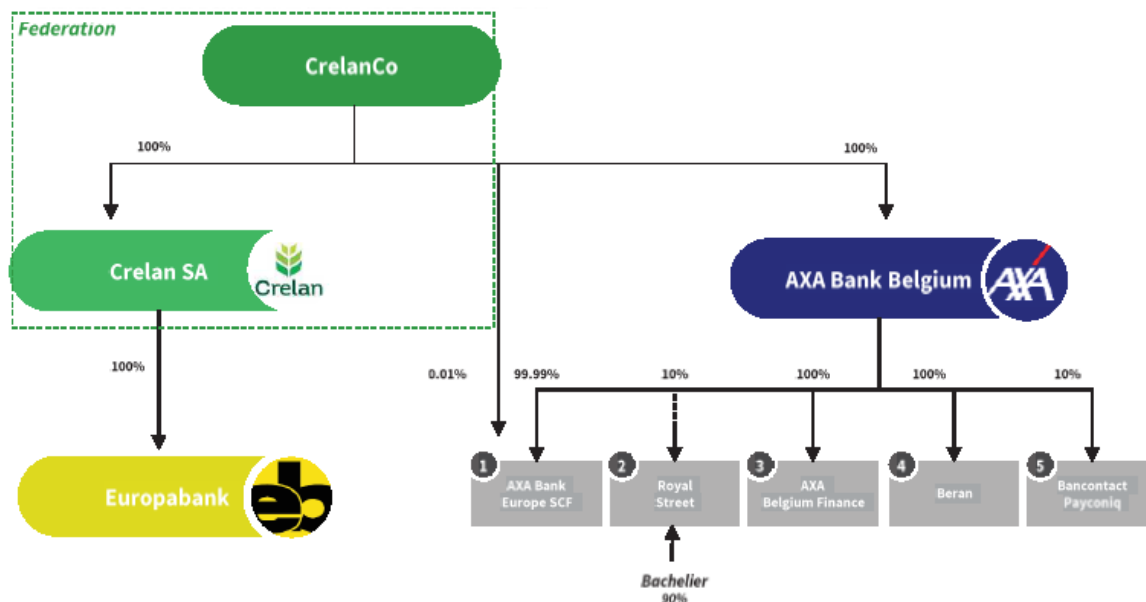 Federation
CrelanCo
100%
100%
Crelan SA
Crelan
AXA Bank Belgium
AXA
100%
0.01%
99.99%
10%
100%
100%
10%
Europabank
eb
1
AXA Bank
Europe SCF
2
Royal
Street
3
AXA
Belgium Finance
4
Beran
5
Bancontact
Payconiq
Bachelier
90%